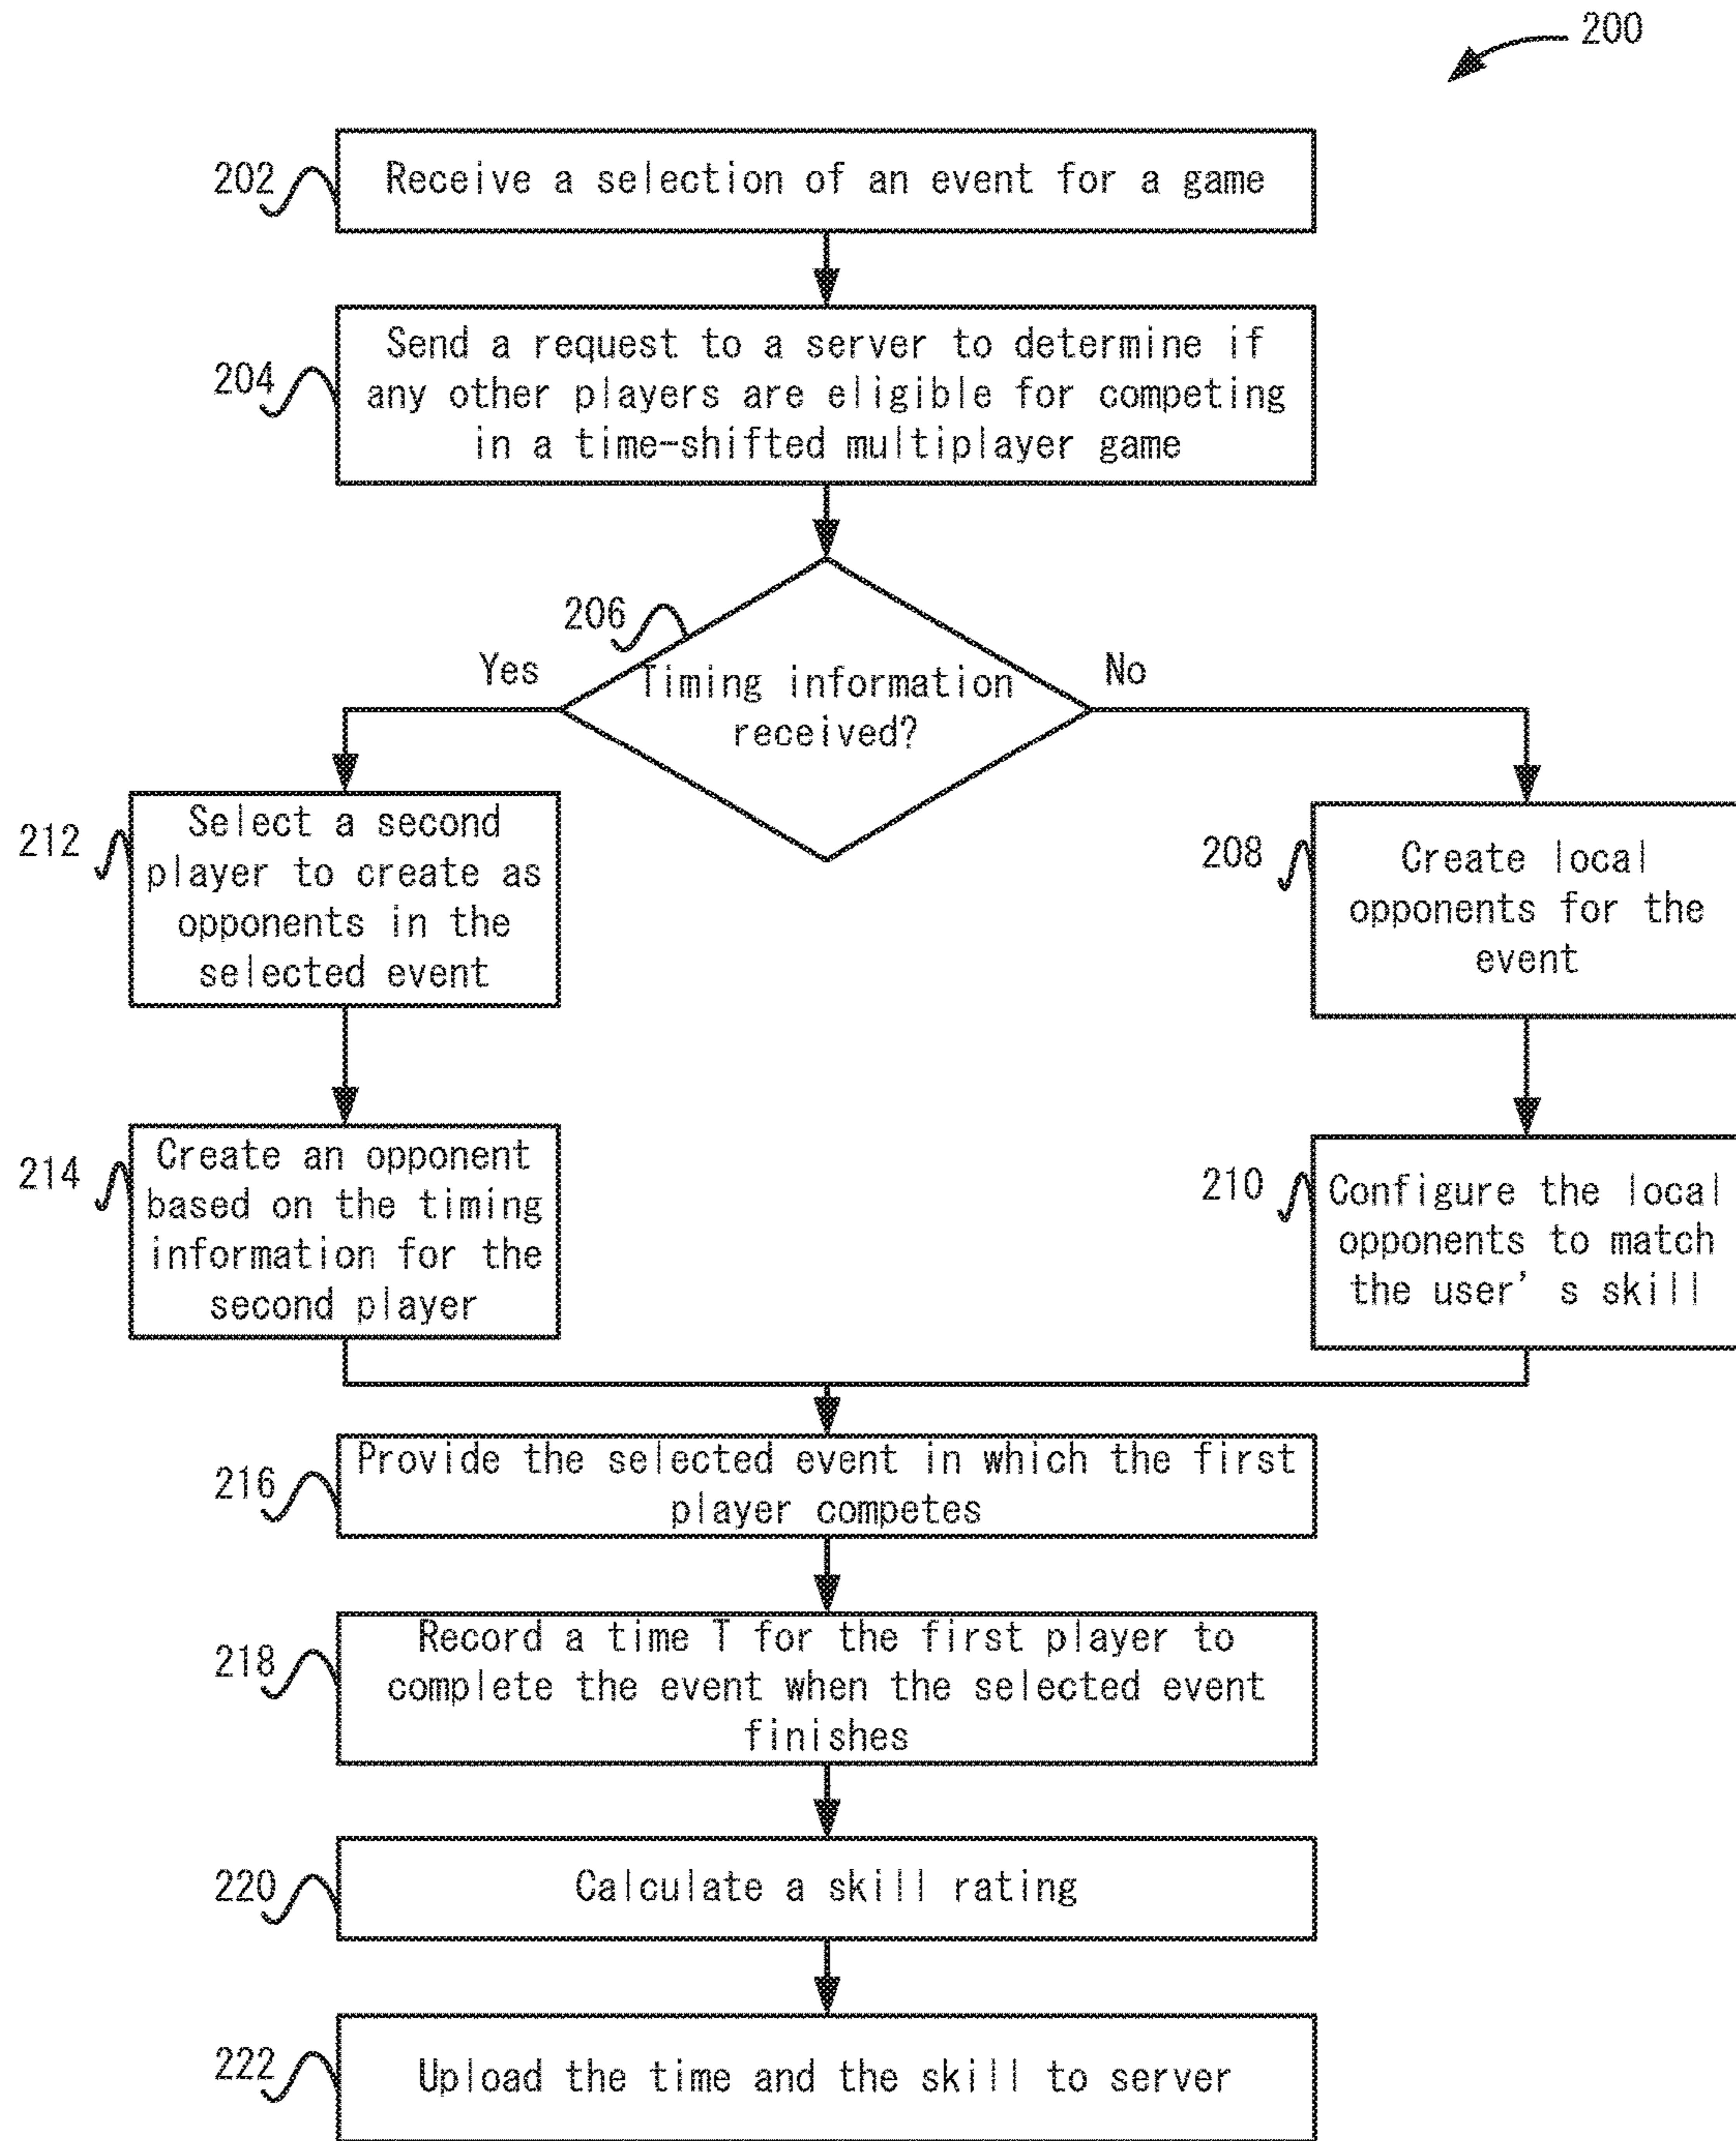 200
202
Receive a selection of an event for a game
204
Send a request to a server to determine if
any other players are eligible for competing
in a time-shifted multiplayer game
206
Timing information
received?
Yes
No
212
Select a second
player to create as
opponents in the
selected event
208
Create local
opponents for the
event
214
Create an opponent
based on the timing
information for the
second player
210
Configure the local
opponents to match
the user's skill
216
Provide the selected event in which the first
player competes
218
Record a time T for the first player to
complete the event when the selected event
finishes
220
Calculate a skill rating
222
Upload the time and the skill to server